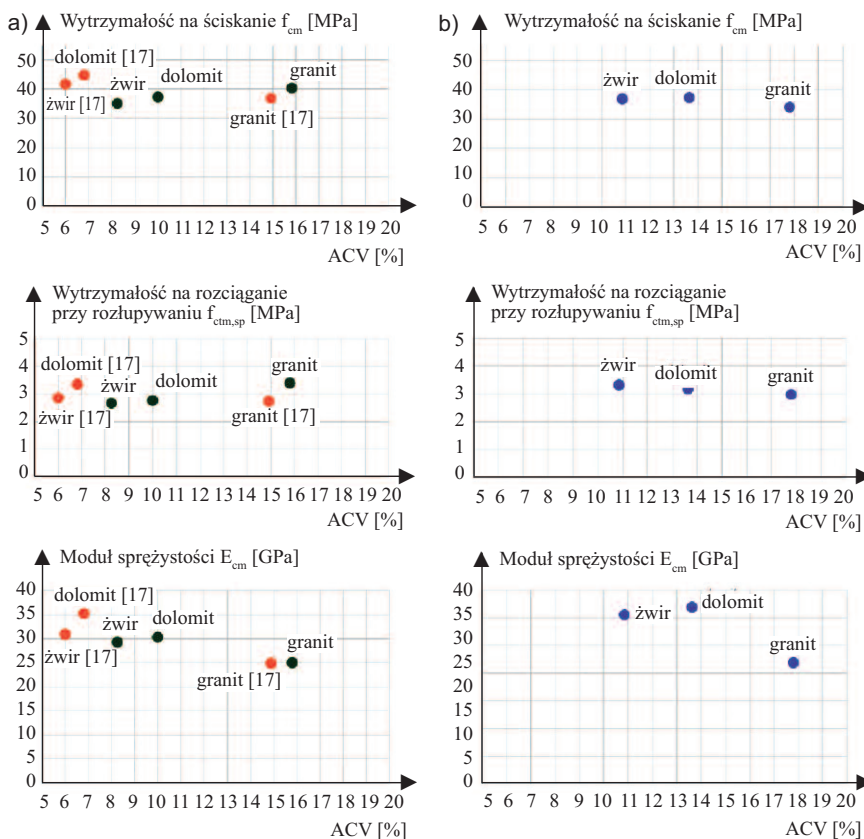 a)
Wytrzymałość na ściskanie f_cm [MPa]
50
40
30
20
10
0
dolomit [17]
żwir [17]
żwir
dolomit
granit
granit [17]
5 6 7 8 9 10 11 12 13 14 15 16 17 18 19 20
ACV [%]
Wytrzymałość na rozciąganie
przy rozłupywaniu f_ctm,sp [MPa]
5
4
3
2
1
0
dolomit [17]
żwir [17]
żwir
dolomit
granit
granit [17]
5 6 7 8 9 10 11 12 13 14 15 16 17 18 19 20
ACV [%]
Moduł sprężystości E_cm [GPa]
40
35
30
25
20
15
10
5
0
dolomit [17]
żwir [17]
żwir
dolomit
granit
granit [17]
5 6 7 8 9 10 11 12 13 14 15 16 17 18 19 20
ACV [%]
b)
Wytrzymałość na ściskanie f_cm [MPa]
50
40
30
20
10
0
żwir
dolomit
granit
5 6 7 8 9 10 11 12 13 14 15 16 17 18 19 20
ACV [%]
Wytrzymałość na rozciąganie
przy rozłupywaniu f_ctm,sp [MPa]
5
4
3
2
1
0
żwir
dolomit
granit
5 6 7 8 9 10 11 12 13 14 15 16 17 18 19 20
ACV [%]
Moduł sprężystości E_cm [GPa]
40
35
30
25
15
10
5
0
żwir
dolomit
granit
5 6 7 8 9 10 11 12 13 14 15 16 17 18 19 20
ACV [%]